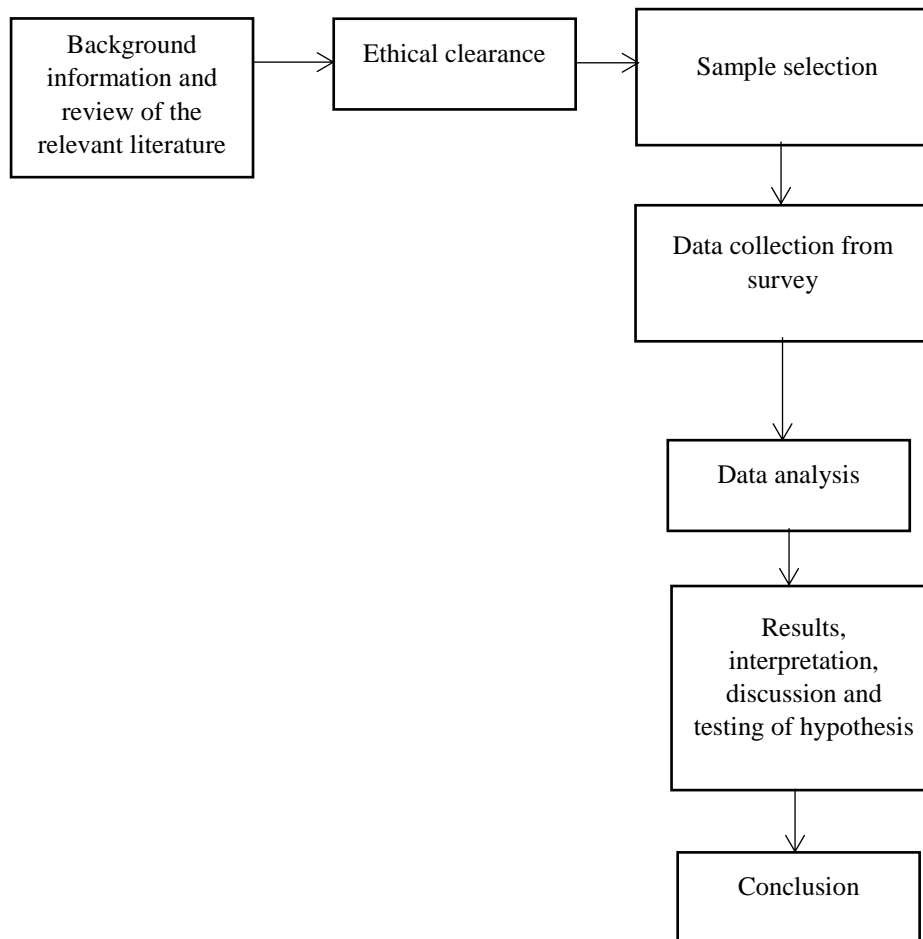 Background
information and
review of the
relevant literature
Ethical clearance
Sample selection
Data collection from
survey
Data analysis
Results,
interpretation,
discussion and
testing of hypothesis
Conclusion